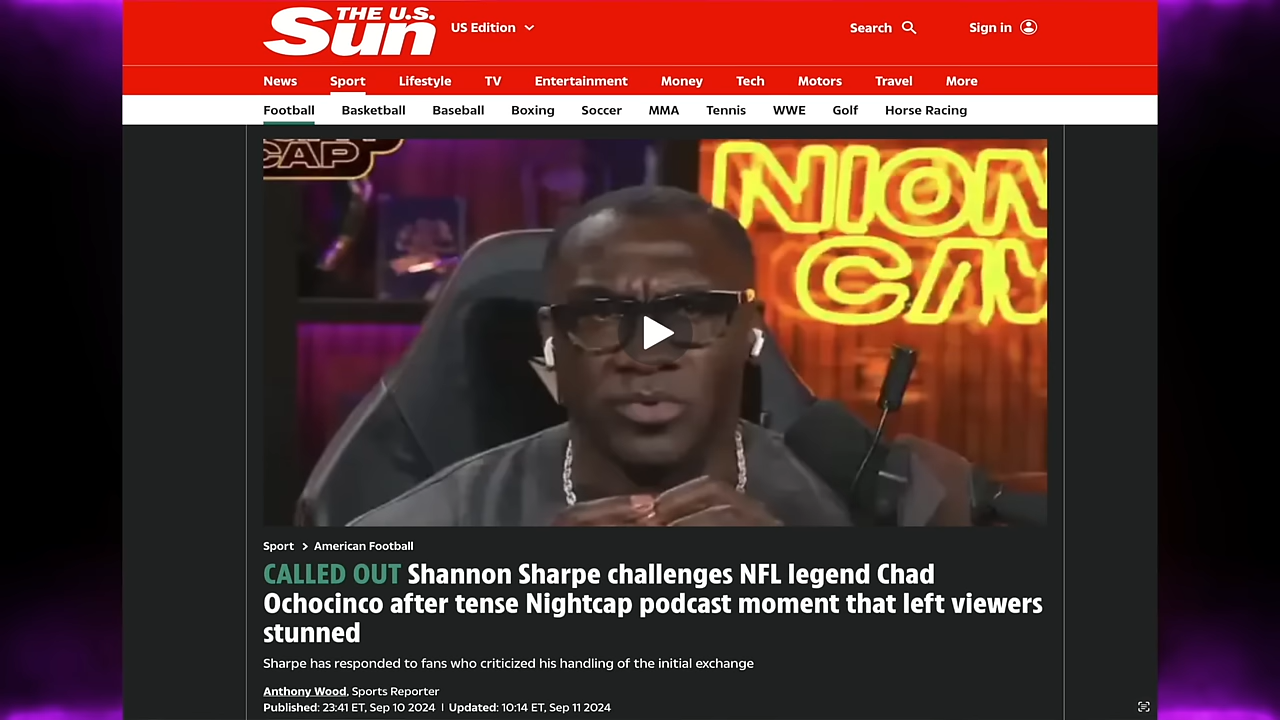 THE U.S.
Sun
US Edition
Search
Sign in
News Sport Lifestyle TV Entertainment Money Tech Motors Travel More
Football Basketball Baseball Boxing Soccer MMA Tennis WWE Golf Horse Racing
CAP
Sport > American Football
CALLED OUT Shannon Sharpe challenges NFL legend Chad
Ochocinco after tense Nightcap podcast moment that left viewers
stunned
Sharpe has responded to fans who criticized his handling of the initial exchange
Anthony Wood, Sports Reporter
Published: 23:41 ET, Sep 10 2024 | Updated: 10:14 ET, Sep 11 2024